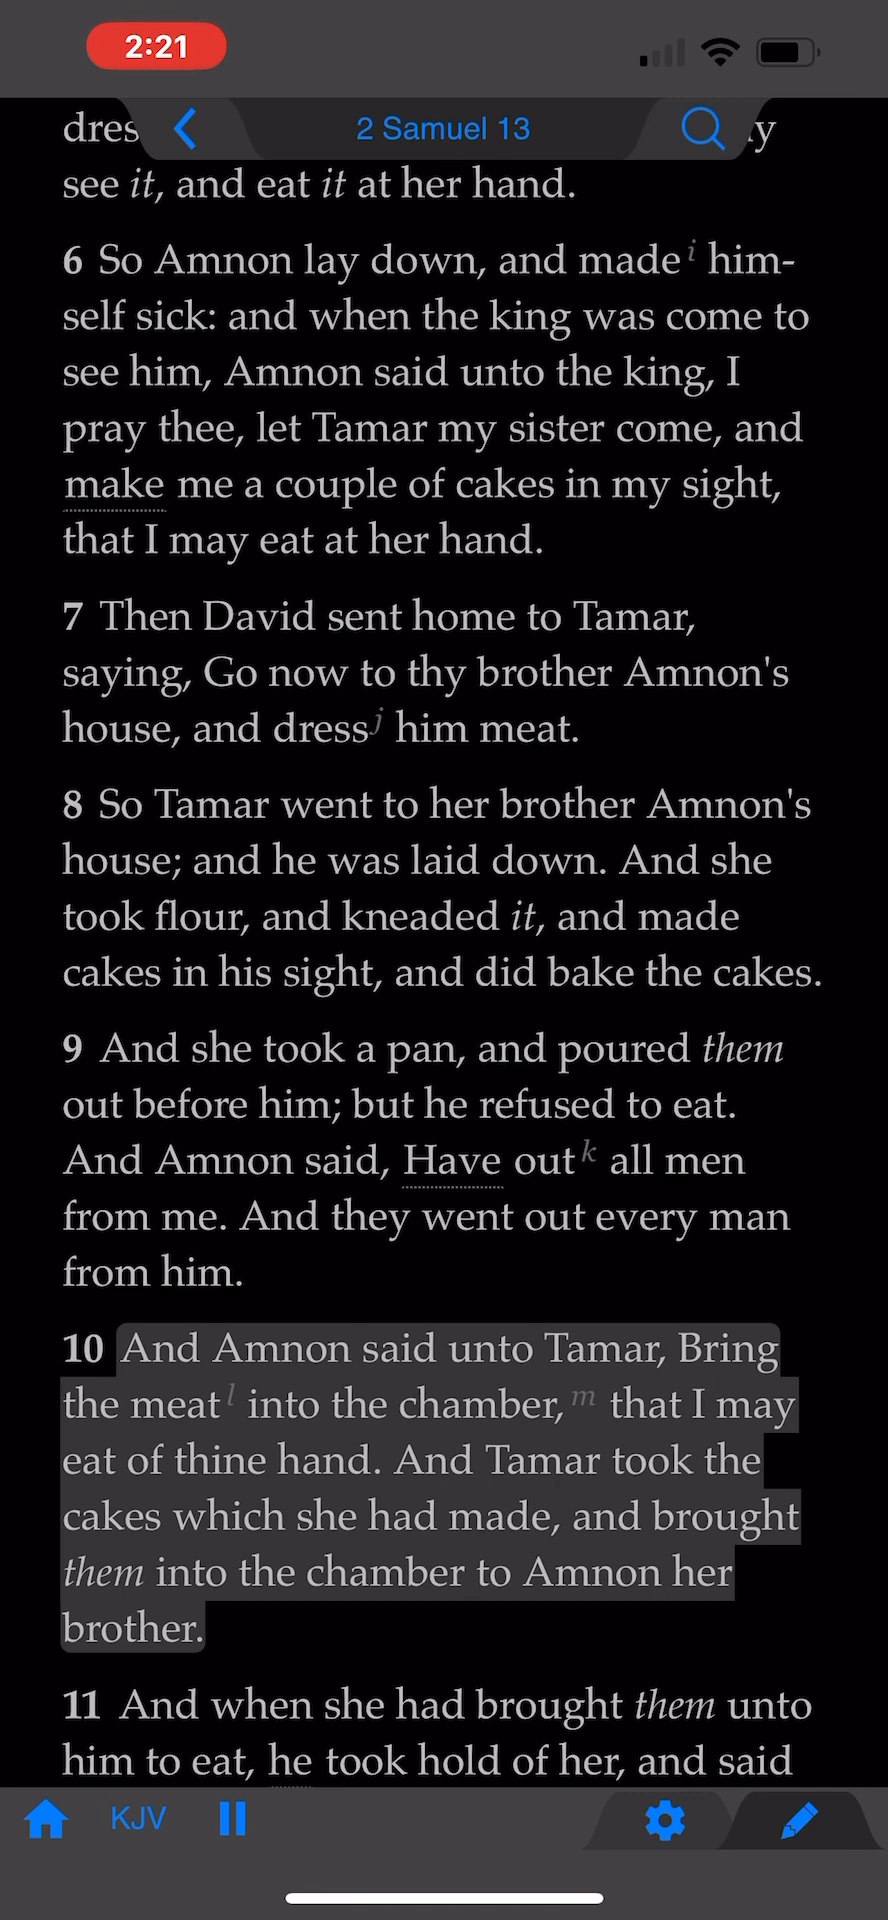 2:21
dres
2 Samuel 13
y
see it, and eat it at her hand.
6 So Amnon lay down, and made i him-
self sick: and when the king was come to
see him, Amnon said unto the king, I
pray thee, let Tamar my sister come, and
make me a couple of cakes in my sight,
that I may eat at her hand.
7 Then David sent home to Tamar,
saying, Go now to thy brother Amnon's
house, and dress j him meat.
8 So Tamar went to her brother Amnon's
house; and he was laid down. And she
took flour, and kneaded it, and made
cakes in his sight, and did bake the cakes.
9 And she took a pan, and poured them
out before him; but he refused to eat.
And Amnon said, Have out k all men
from me. And they went out every man
from him.
10 And Amnon said unto Tamar, Bring
the meat l into the chamber, m that I may
eat of thine hand. And Tamar took the
cakes which she had made, and brought
them into the chamber to Amnon her
brother.
11 And when she had brought them unto
him to eat, he took hold of her, and said
KJV